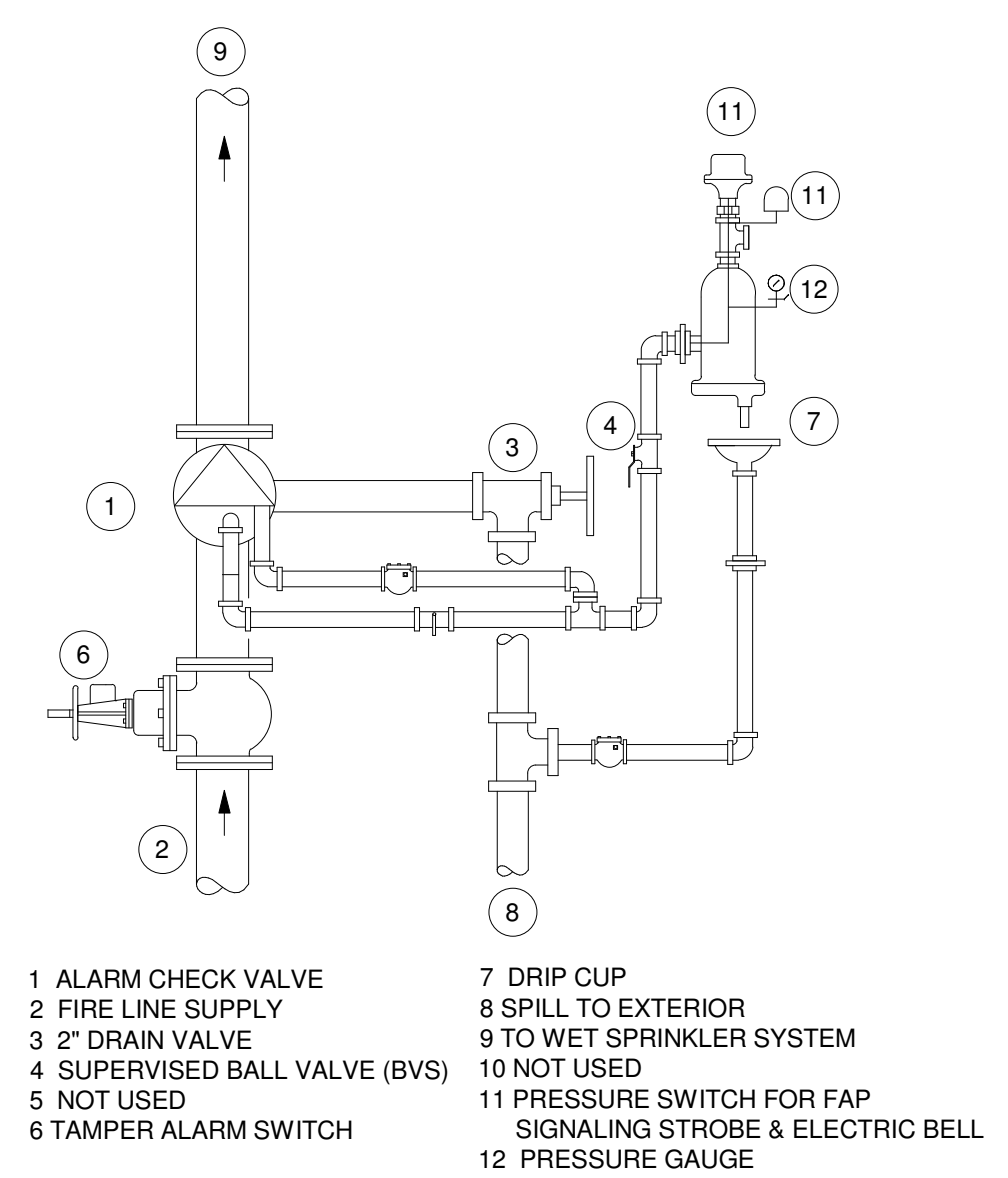 9
11
11
12
7
4
3
1
6
2
8
1 ALARM CHECK VALVE
2 FIRE LINE SUPPLY
3 2" DRAIN VALVE
4 SUPERVISED BALL VALVE (BVS)
5 NOT USED
6 TAMPER ALARM SWITCH
7 DRIP CUP
8 SPILL TO EXTERIOR
9 TO WET SPRINKLER SYSTEM
10 NOT USED
11 PRESSURE SWITCH FOR FAP
SIGNALING STROBE & ELECTRIC BELL
12 PRESSURE GAUGE